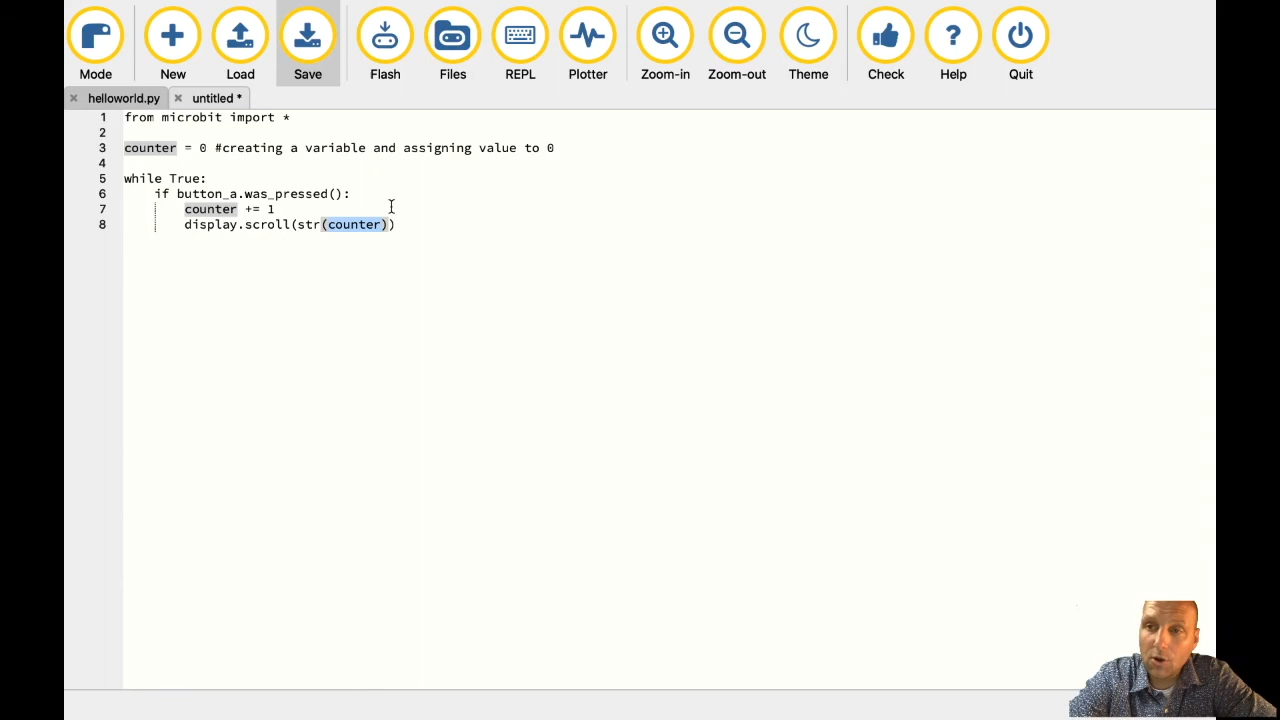 Mode New Load Save Flash Files REPL Plotter Zoom-in Zoom-out Theme Check Help Quit
helloworld.py untitled *
1 from microbit import *
2
3 counter = 0 #creating a variable and assigning value to 0
4
5 while True:
6 if button_a.was_pressed():
7 counter += 1
8 display.scroll(str(counter))